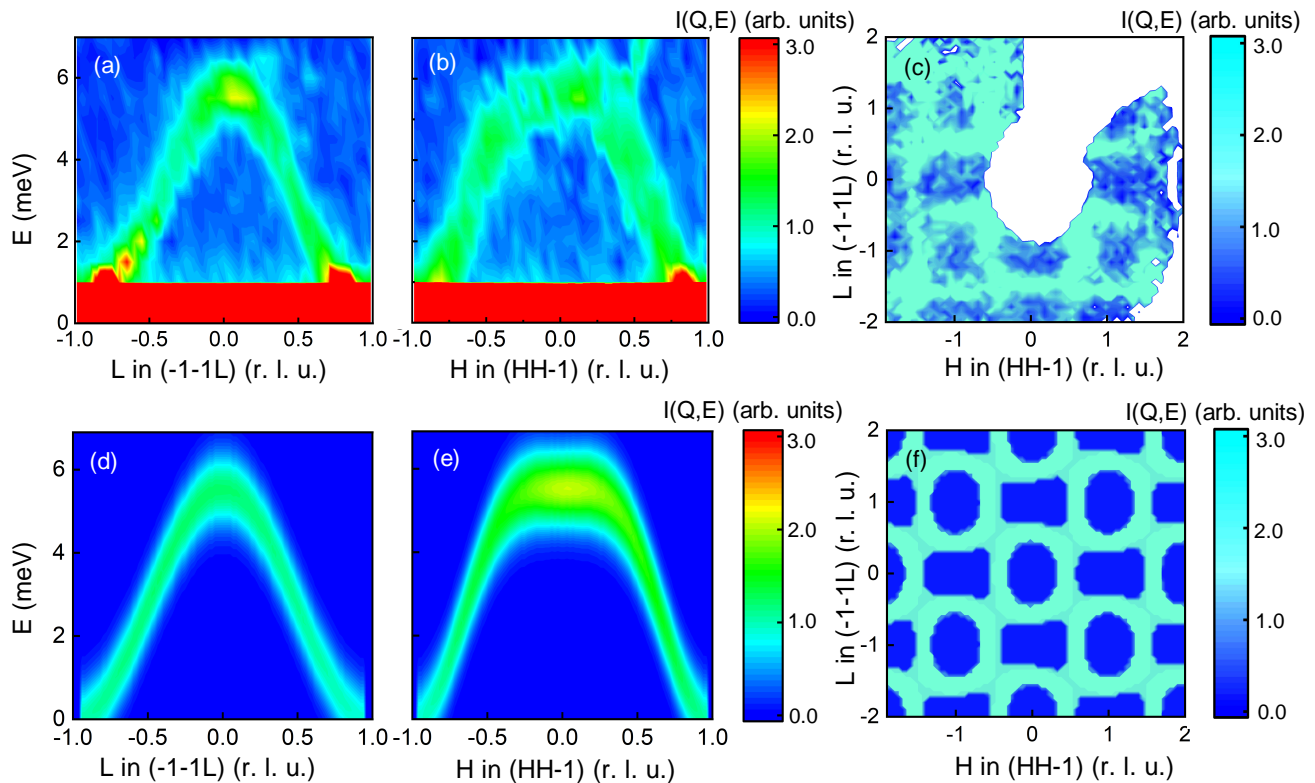 I(Q,E) (arb. units)
(a)
(b)
(c)
E (meV)
6
4
2
0
-1.0 -0.5 0.0 0.5 1.0
L in (-1-1L) (r. l. u.)
-1.0 -0.5 0.0 0.5 1.0
H in (HH-1) (r. l. u.)
3.0
2.0
1.0
0.0
L in (-1-1L) (r. l. u.)
2
1
0
-1
-2
-1 0 1 2
H in (HH-1) (r. l. u.)
3.0
2.0
1.0
0.0
I(Q,E) (arb. units)
I(Q,E) (arb. units)
(d)
(e)
(f)
E (meV)
6
4
2
0
-1.0 -0.5 0.0 0.5 1.0
L in (-1-1L) (r. l. u.)
-1.0 -0.5 0.0 0.5 1.0
H in (HH-1) (r. l. u.)
3.0
2.0
1.0
0.0
L in (-1-1L) (r. l. u.)
2
1
0
-1
-2
-1 0 1 2
H in (HH-1) (r. l. u.)
3.0
2.0
1.0
0.0